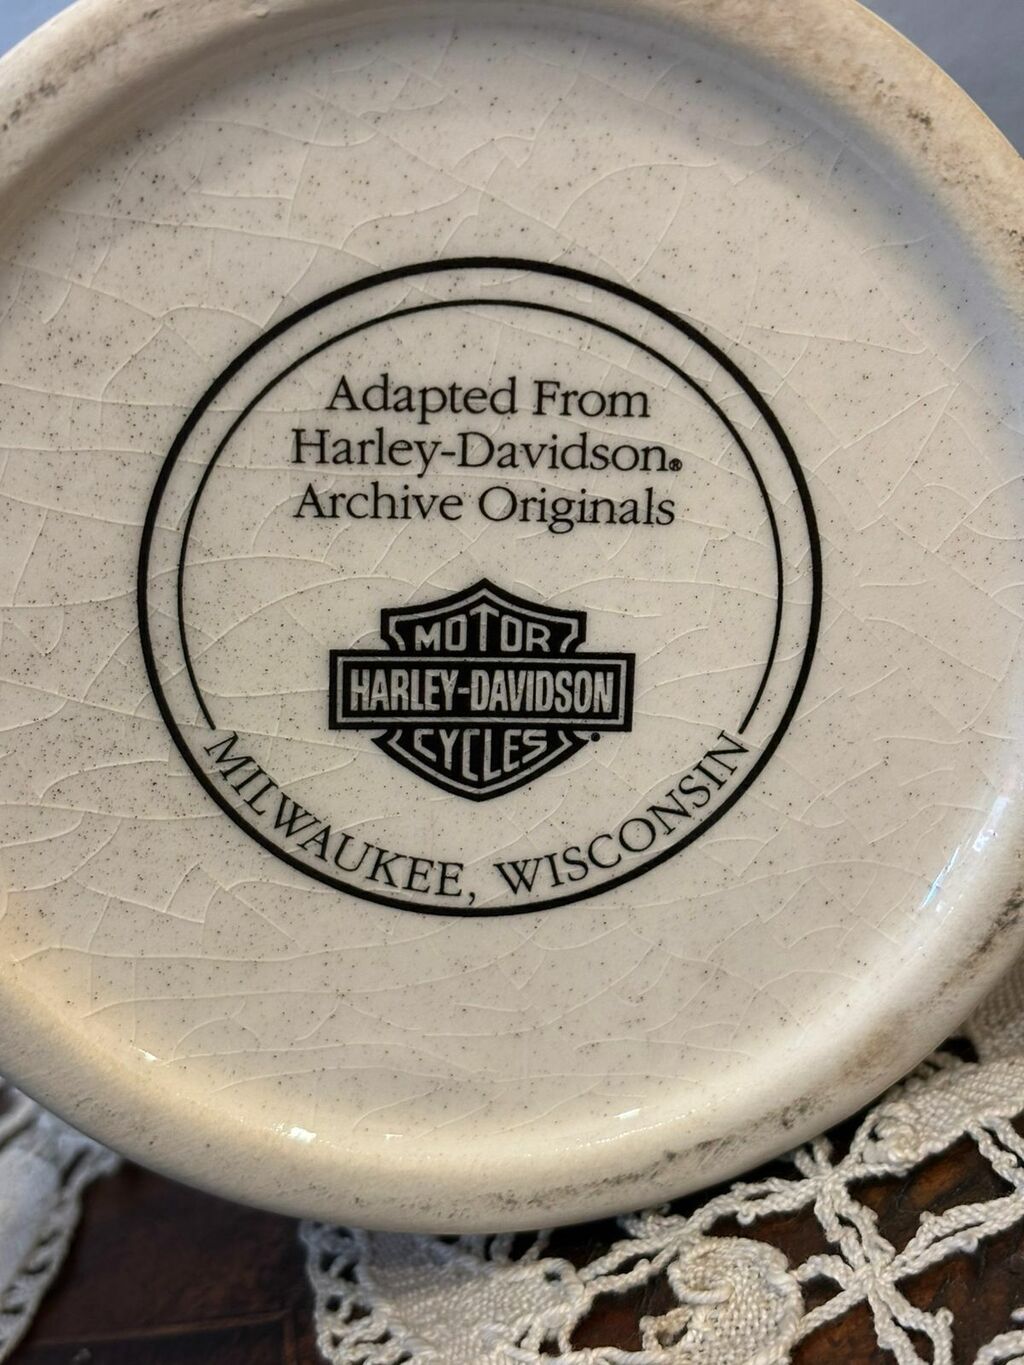 Adapted From
Harley-Davidson®
Archive Originals
MOTOR
HARLEY-DAVIDSON
CYCLES
MILWAUKEE, WISCONSIN